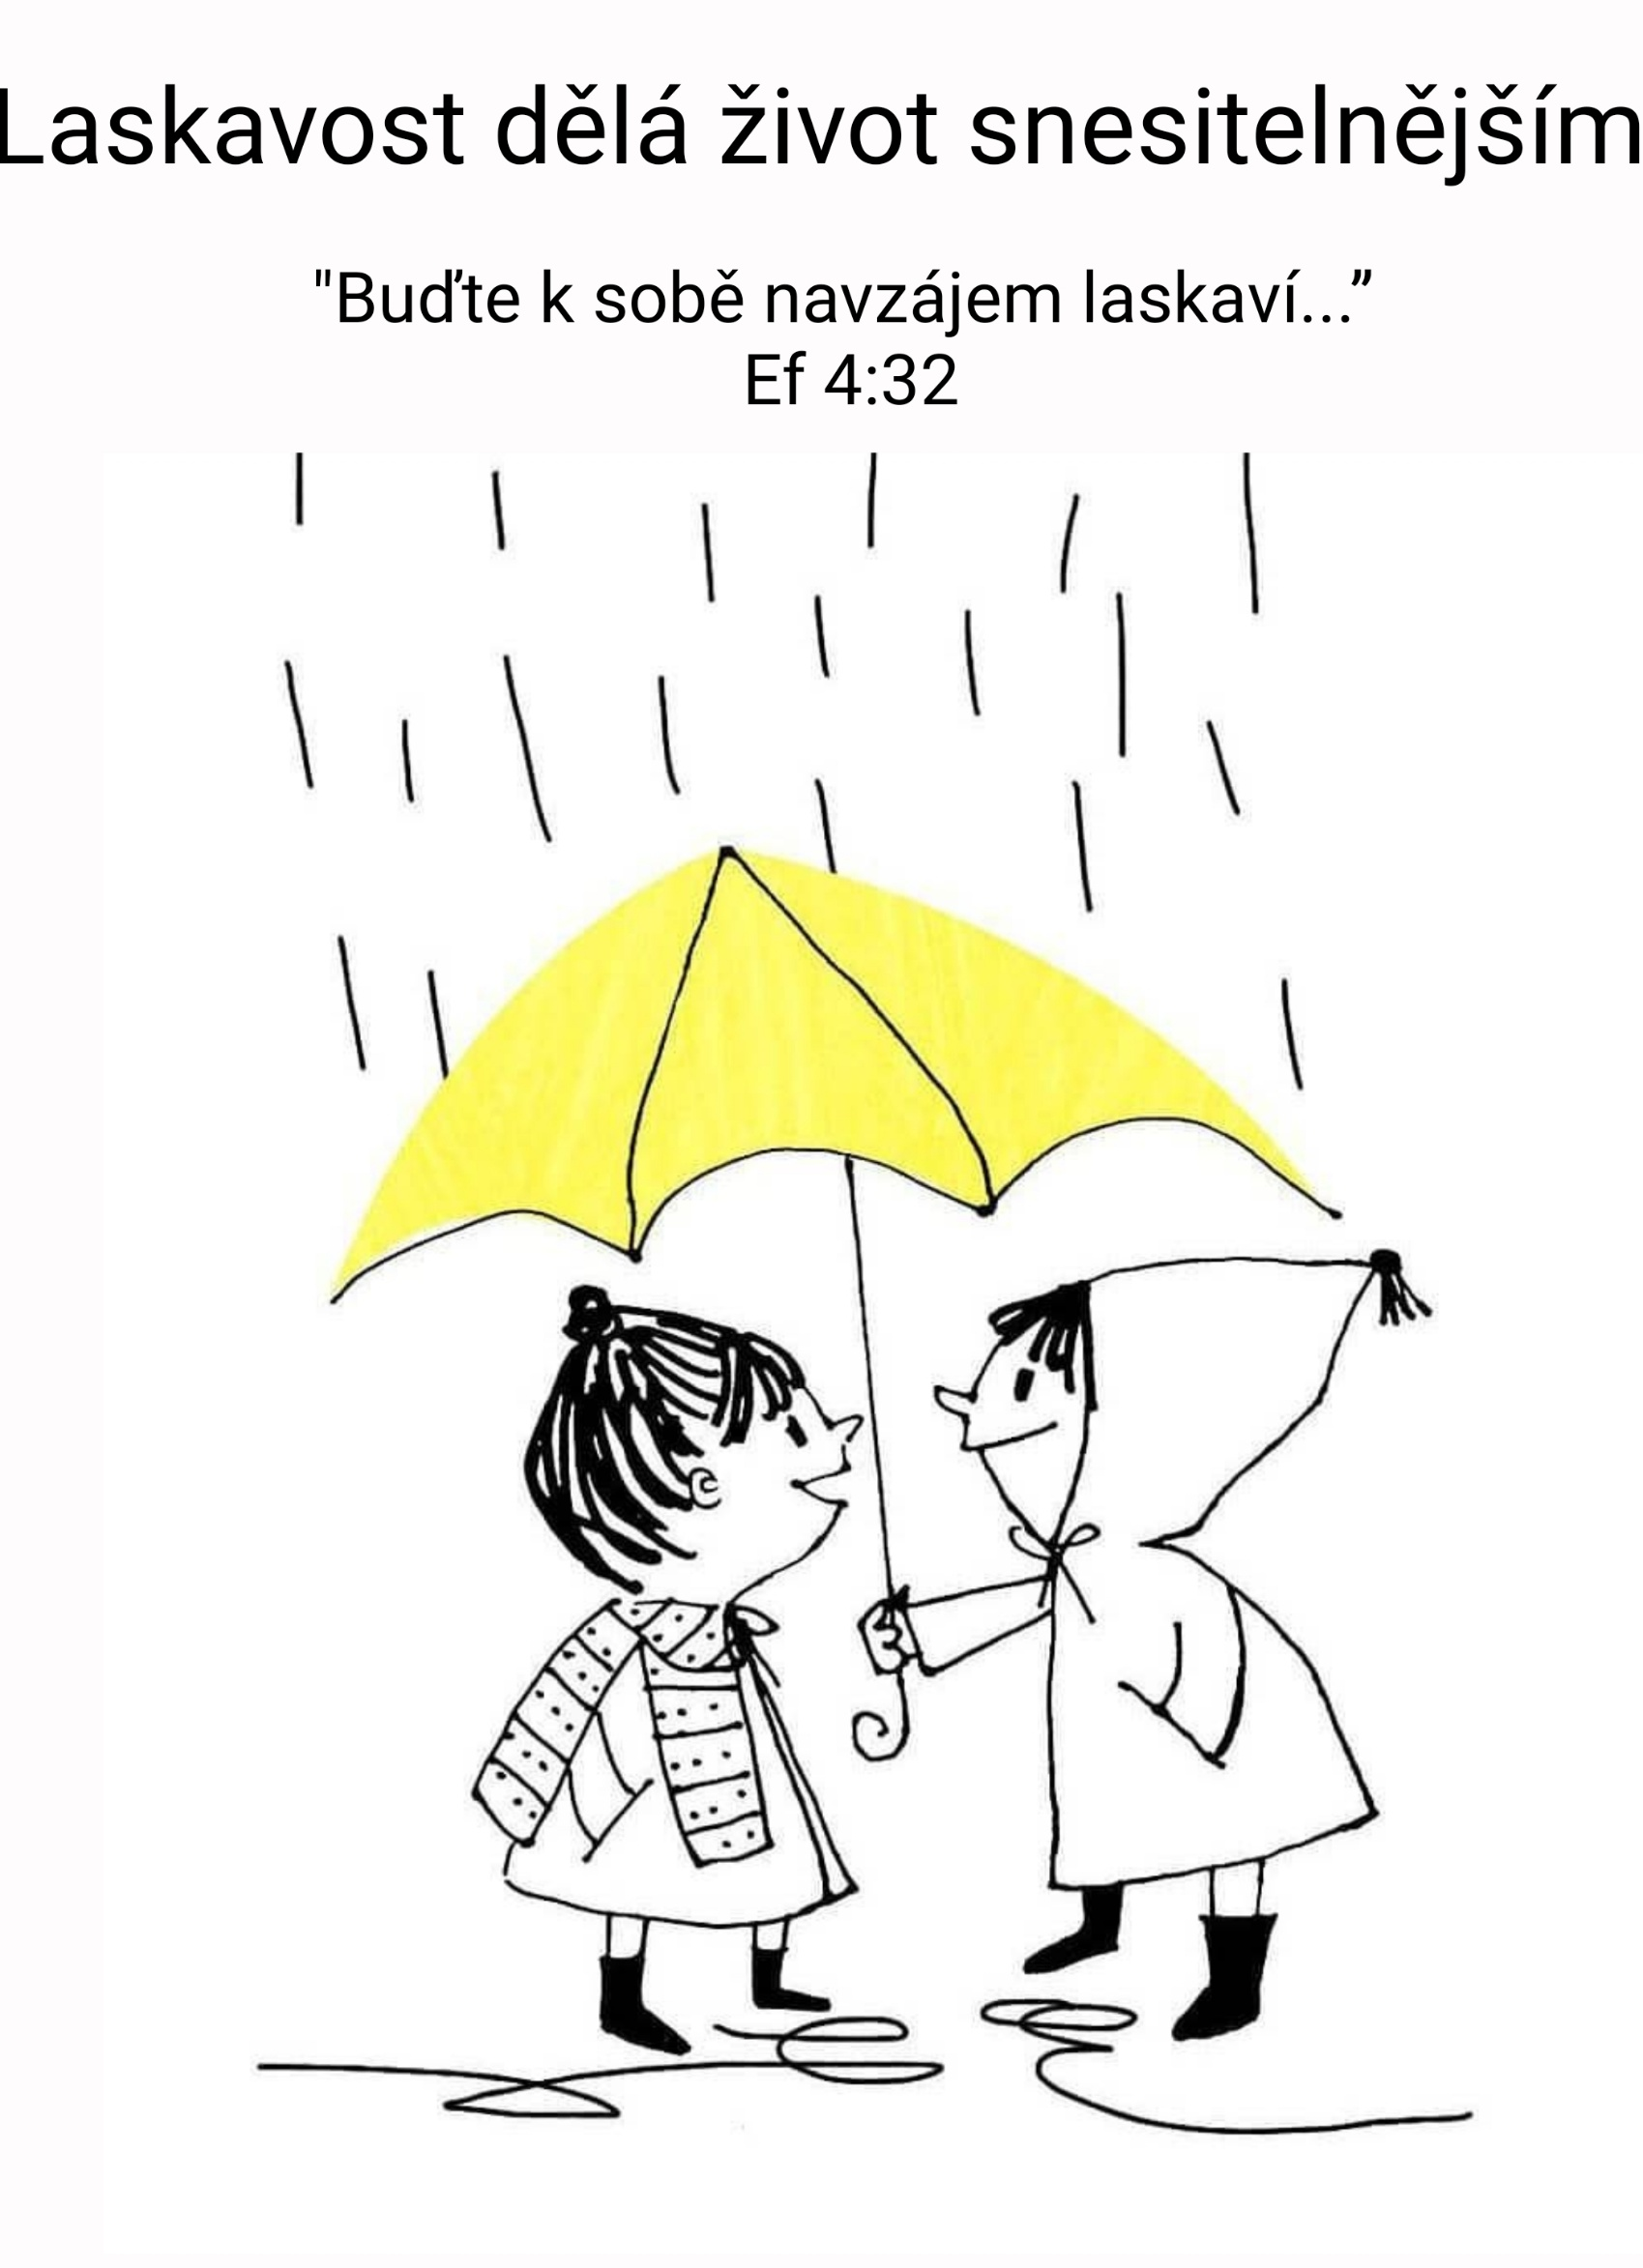 Laskavost dělá život snesitelnějším
"Buďte k sobě navzájem laskaví...”
Ef 4:32